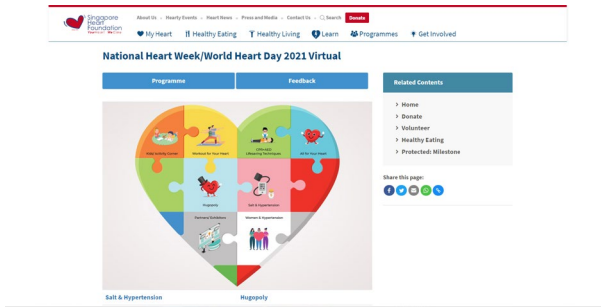 Singapore
Heart
Foundation
About Us
Hearty Events
Heart News
Press and Media
Contact Us
Search
Donate
My Heart
Healthy Eating
Healthy Living
Learn
Programmes
Get Involved
National Heart Week/World Heart Day 2021 Virtual
Programme
Feedback
Related Contents
> Home
> Donate
> Volunteer
> Healthy Eating
> Protected: Milestone
Share this page:
Kids' Activity Corner
Workout for Your Heart
Lifesaving Techniques
All for Your Heart
Hugopoly
Salt & Hypertension
Partners' Exhibition
Women & Hypertension
Salt & Hypertension
Hugopoly